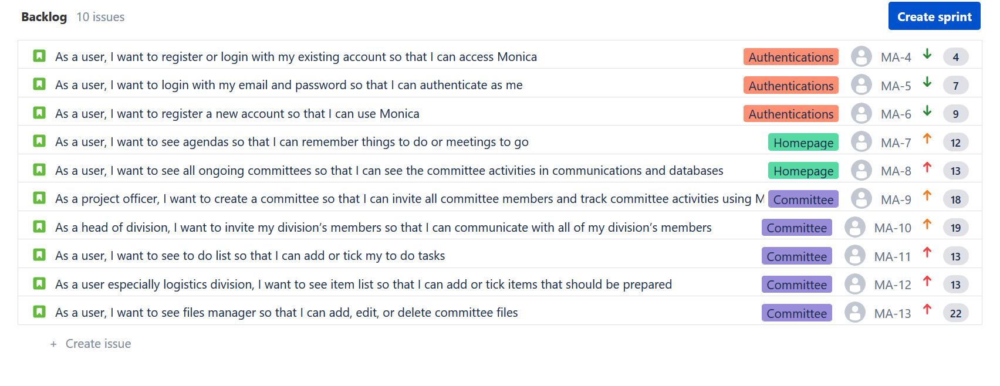 Backlog 10 issues Create sprint
As a user, I want to register or login with my existing account so that I can access Monica Authentications MA-4 4
As a user, I want to login with my email and password so that I can authenticate as me Authentications MA-5 7
As a user, I want to register a new account so that I can use Monica Authentications MA-6 9
As a user, I want to see agendas so that I can remember things to do or meetings to go Homepage MA-7 12
As a user, I want to see all ongoing committees so that I can see the committee activities in communications and databases Homepage MA-8 13
As a project officer, I want to create a committee so that I can invite all committee members and track committee activities using M Committee MA-9 18
As a head of division, I want to invite my division’s members so that I can communicate with all of my division’s members Committee MA-10 19
As a user, I want to see to do list so that I can add or tick my to do tasks Committee MA-11 13
As a user especially logistics division, I want to see item list so that I can add or tick items that should be prepared Committee MA-12 13
As a user, I want to see files manager so that I can add, edit, or delete committee files Committee MA-13 22
+ Create issue